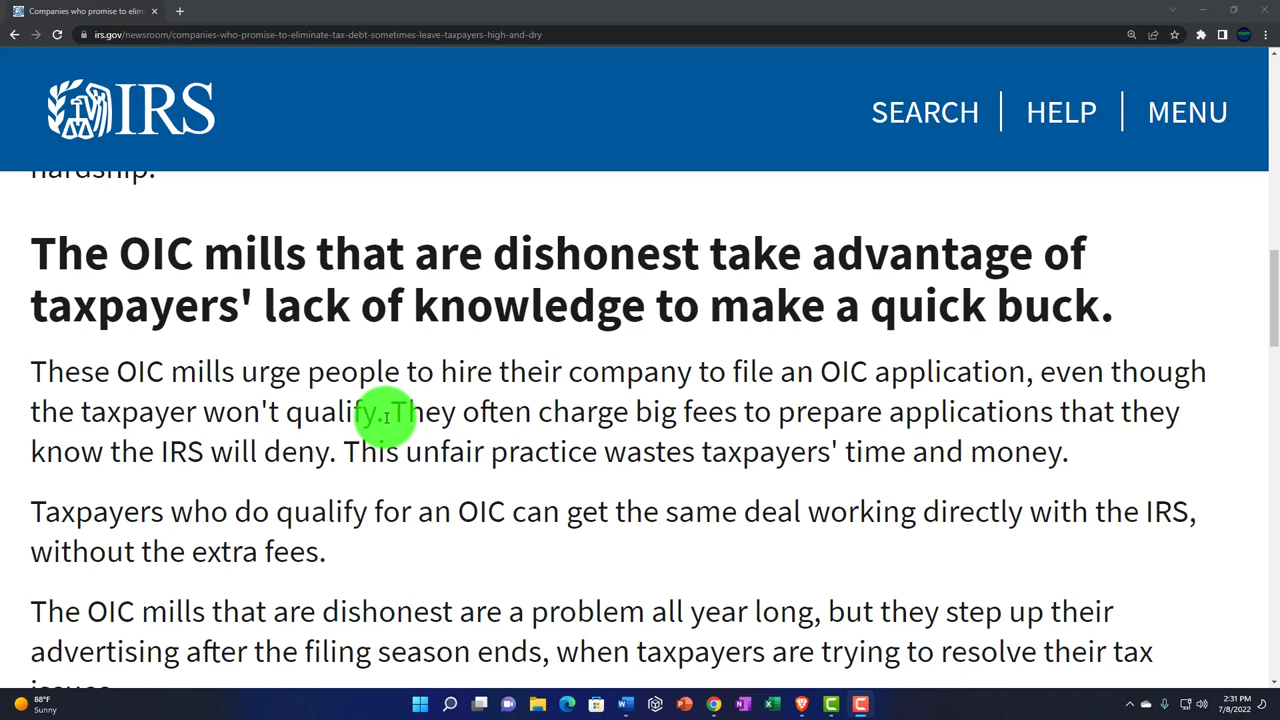 Companies who promise to elim
irs.gov/newsroom/companies-who-promise-to-eliminate-tax-debt-sometimes-leave-taxpayers-high-and-dry
IRS
SEARCH
HELP
MENU
hardship.
The OIC mills that are dishonest take advantage of
taxpayers' lack of knowledge to make a quick buck.
These OIC mills urge people to hire their company to file an OIC application, even though
the taxpayer won't qualify. They often charge big fees to prepare applications that they
know the IRS will deny. This unfair practice wastes taxpayers' time and money.
Taxpayers who do qualify for an OIC can get the same deal working directly with the IRS,
without the extra fees.
The OIC mills that are dishonest are a problem all year long, but they step up their
advertising after the filing season ends, when taxpayers are trying to resolve their tax
issues.
88°F
Sunny
2:31 PM
7/8/2022